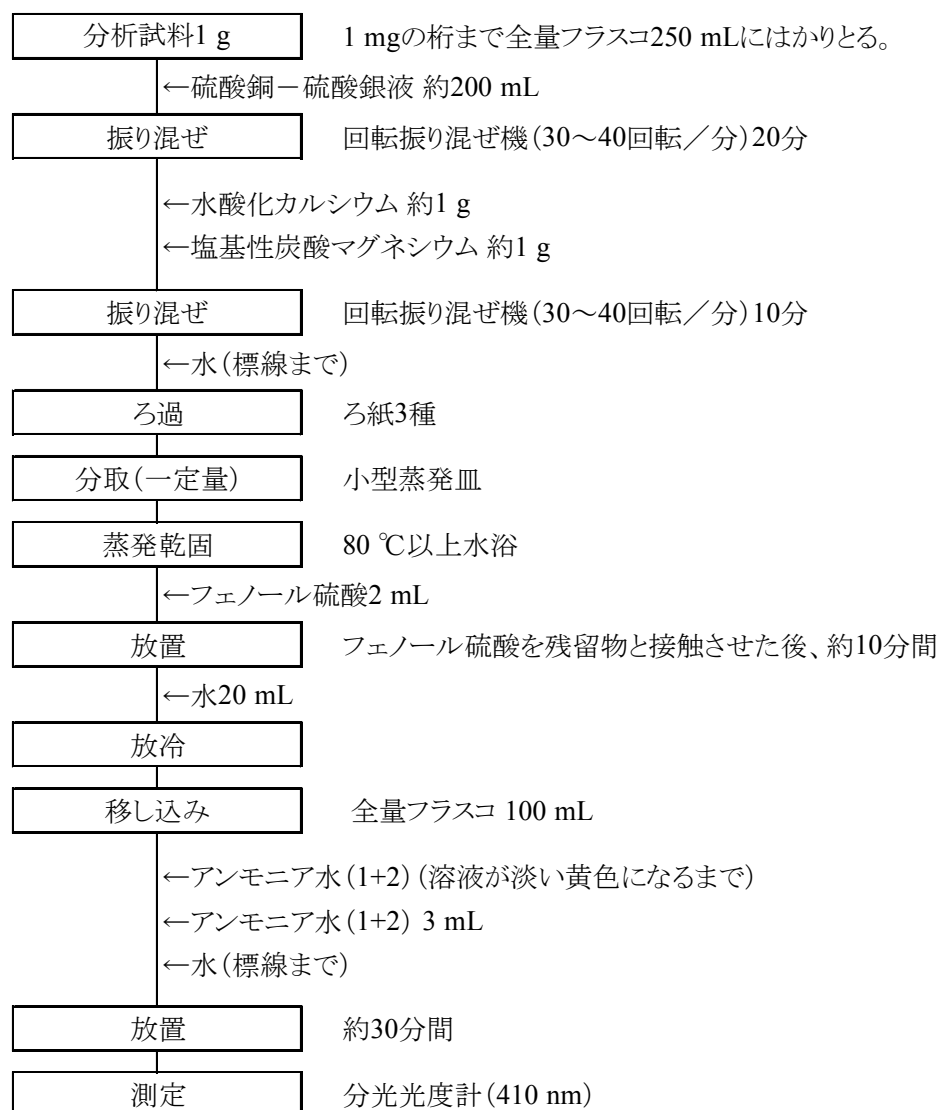 分析試料1 g 1 mgの桁まで全量フラスコ250 mLにはかりとる。
←硫酸銅－硫酸銀液 約200 mL
振り混ぜ 回転振り混ぜ機(30～40回転／分)20分
←水酸化カルシウム 約1 g
←塩基性炭酸マグネシウム 約1 g
振り混ぜ 回転振り混ぜ機(30～40回転／分)10分
←水(標線まで)
ろ過 ろ紙3種
分取(一定量) 小型蒸発皿
蒸発乾固 80 ℃以上水浴
←フェノール硫酸2 mL
放置 フェノール硫酸を残留物と接触させた後、約10分間
←水20 mL
放冷
移し込み 全量フラスコ 100 mL
←アンモニア水(1+2)(溶液が淡い黄色になるまで)
←アンモニア水(1+2) 3 mL
←水(標線まで)
放置 約30分間
測定 分光光度計(410 nm)